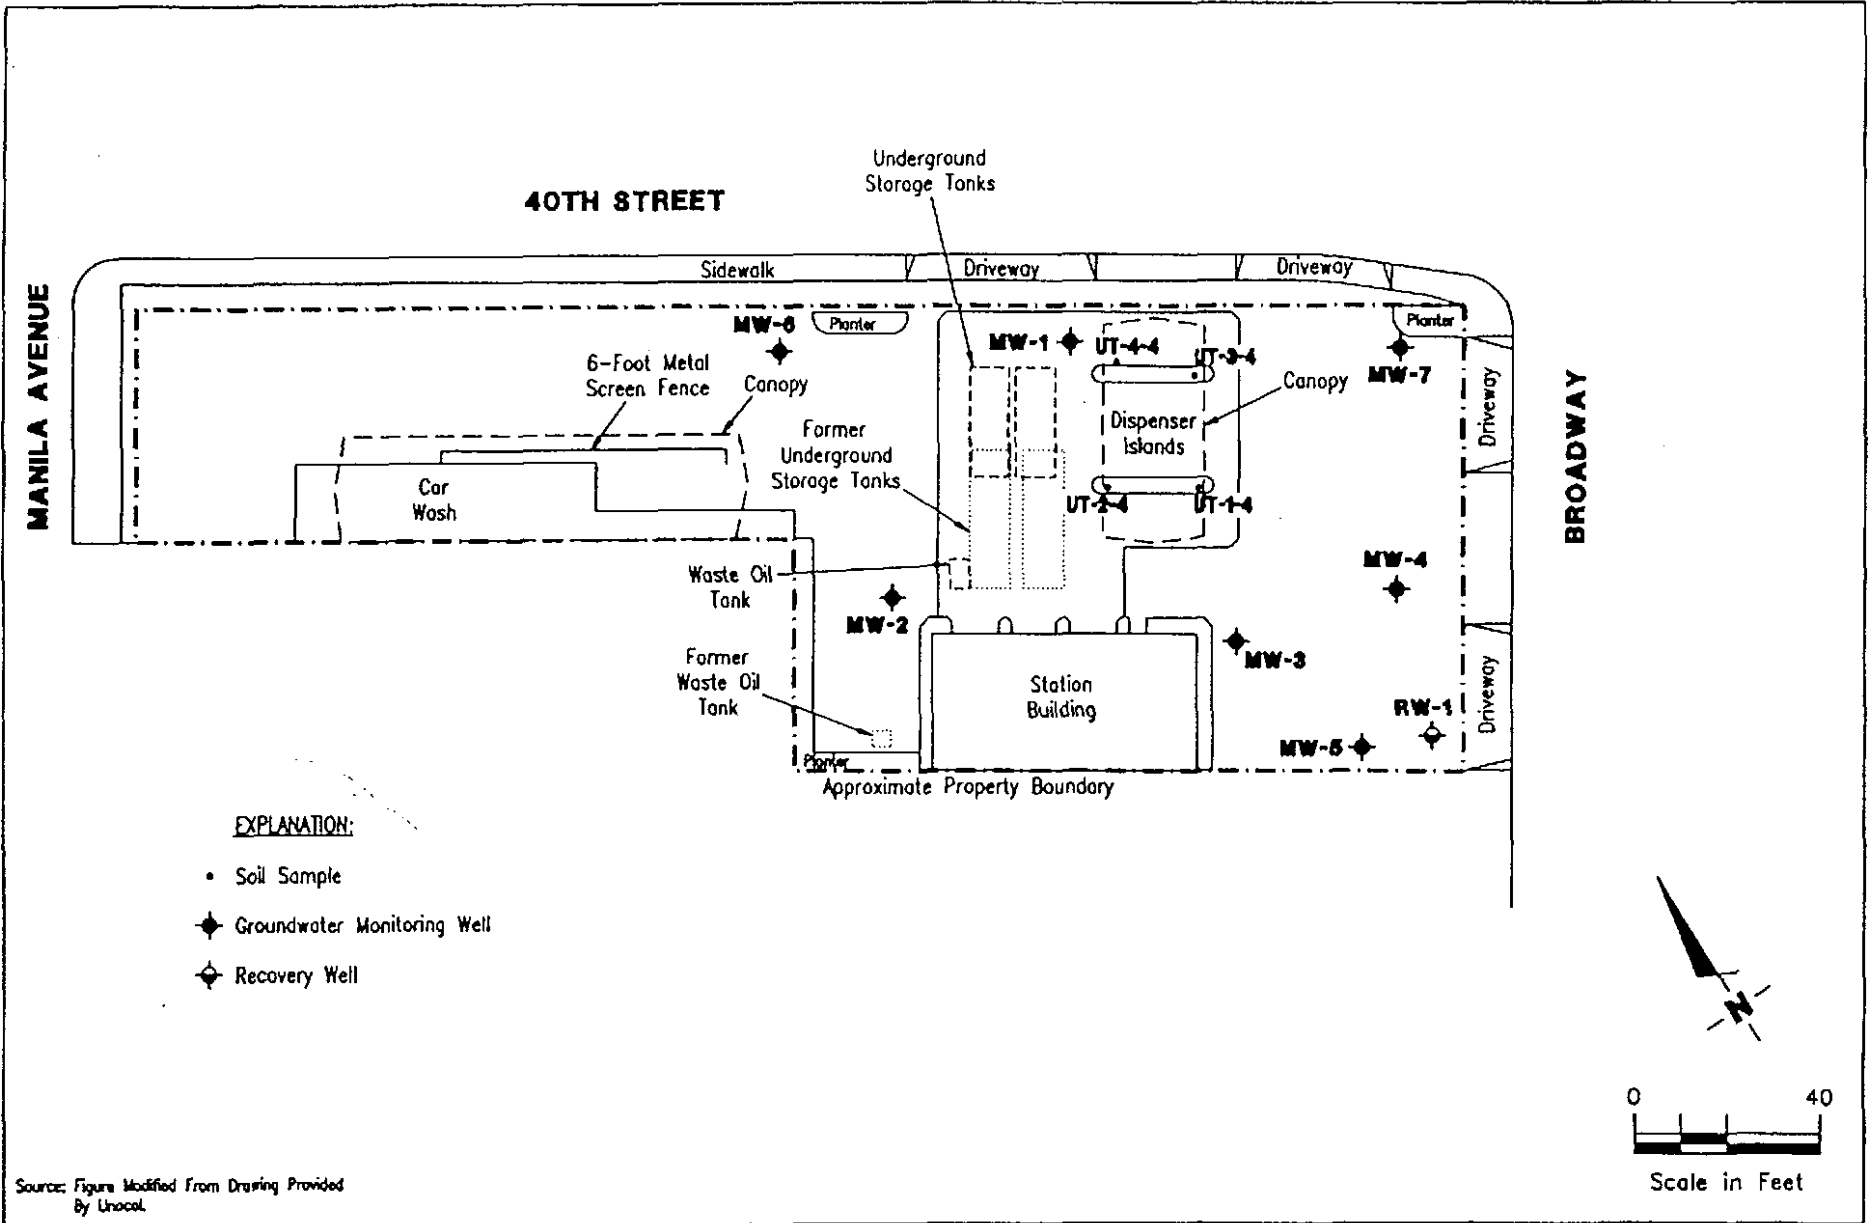 Underground
Storage Tanks
40TH STREET
MANILA AVENUE
Sidewalk
Driveway
Driveway
MW-6
Planter
MW-1
UT-4-4
UT-3-4
Planter
MW-7
6-Foot Metal
Screen Fence
Canopy
Canopy
Driveway
BROADWAY
Former
Underground
Storage Tanks
Dispenser
Islands
Car
Wash
UT-2-4
UT-1-4
Waste Oil
Tank
MW-2
MW-4
MW-3
Former
Waste Oil
Tank
Station
Building
Driveway
RW-1
MW-5
Planter
Approximate Property Boundary
EXPLANATION:
Soil Sample
Groundwater Monitoring Well
Recovery Well
N
0 40
Scale in Feet
Source: Figure Modified From Drawing Provided
By Unocal.